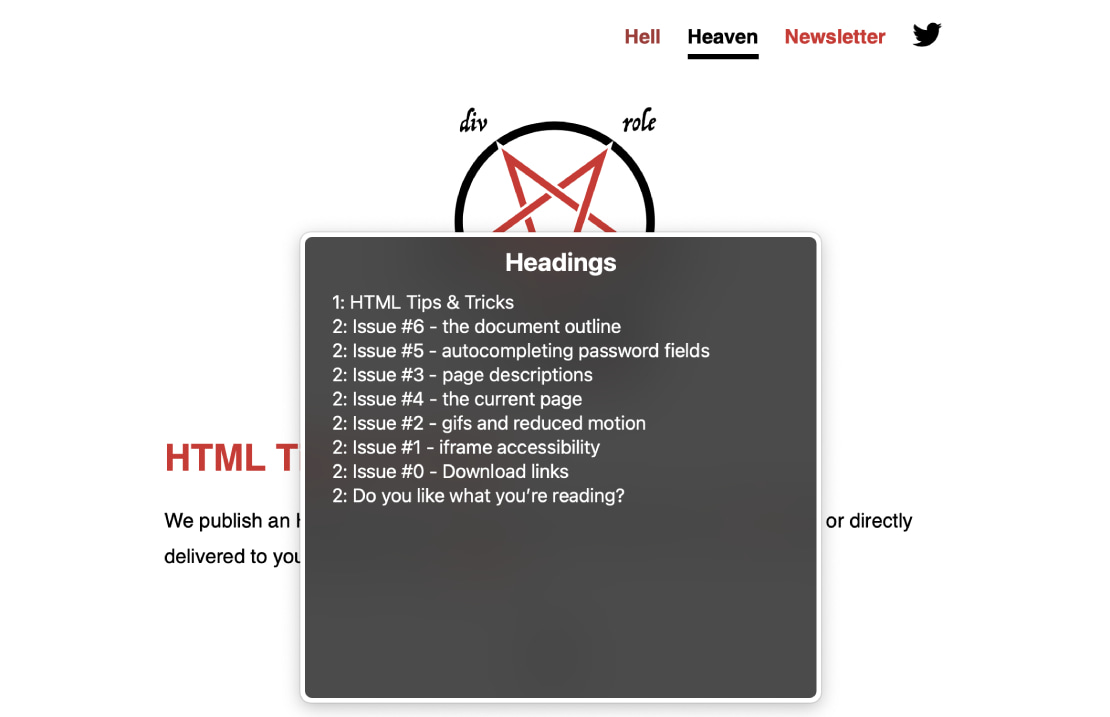 Hell Heaven Newsletter
div role
Headings
1: HTML Tips & Tricks
2: Issue #6 - the document outline
2: Issue #5 - autocompleting password fields
2: Issue #3 - page descriptions
2: Issue #4 - the current page
2: Issue #2 - gifs and reduced motion
2: Issue #1 - iframe accessibility
2: Issue #0 - Download links
2: Do you like what you’re reading?
HTML
We publish an or directly
delivered to you